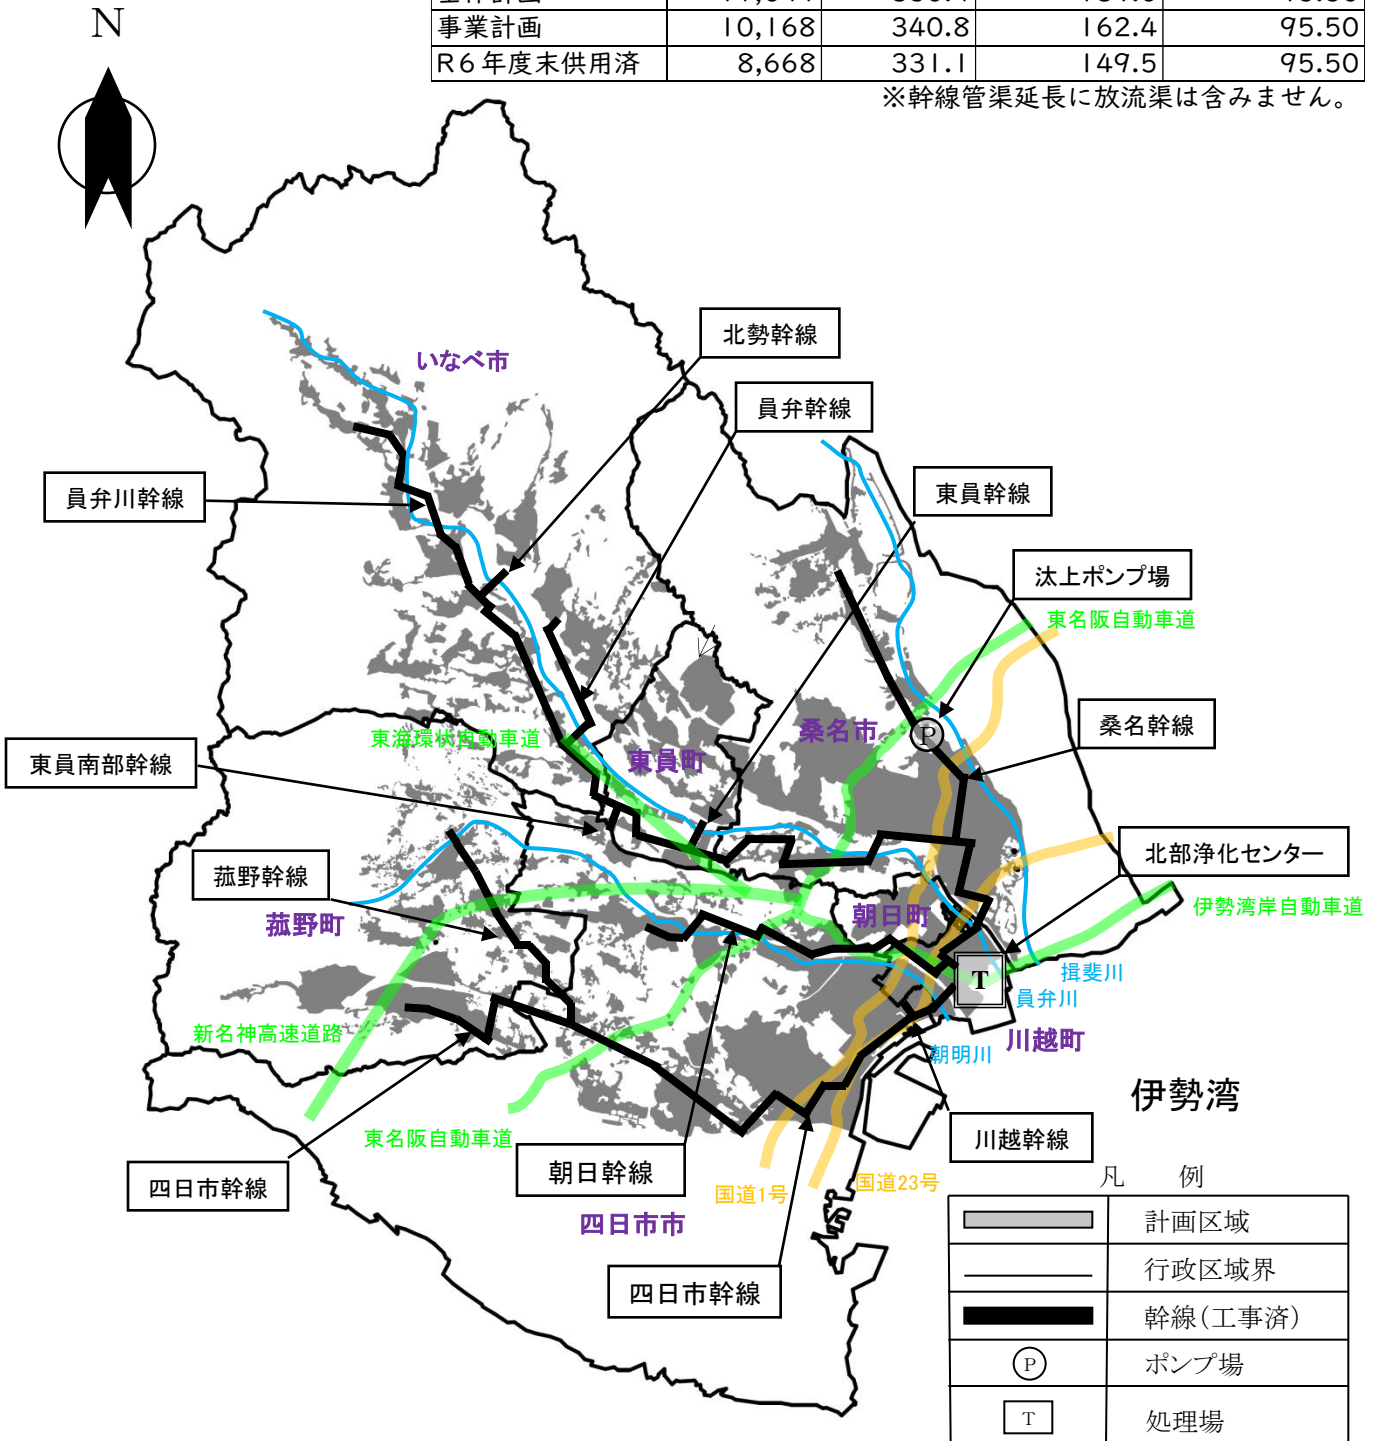 N
事業計画 10,168 340.8 162.4 95.50
R6年度末供用済 8,668 331.1 149.5 95.50
※幹線管渠延長に放流渠は含みません。
北勢幹線
いなべ市
員弁幹線
東員幹線
員弁川幹線
汰上ポンプ場
東名阪自動車道
桑名幹線
桑名市
P
東海環状自動車道
東員町
東員南部幹線
北部浄化センター
菰野幹線
菰野町
朝日町
伊勢湾岸自動車道
T
揖斐川
員弁川
新名神高速道路
川越町
朝明川
伊勢湾
東名阪自動車道
川越幹線
朝日幹線
四日市幹線
国道1号
国道23号
四日市市
四日市幹線
凡 例
計画区域
行政区域界
幹線(工事済)
P ポンプ場
T 処理場